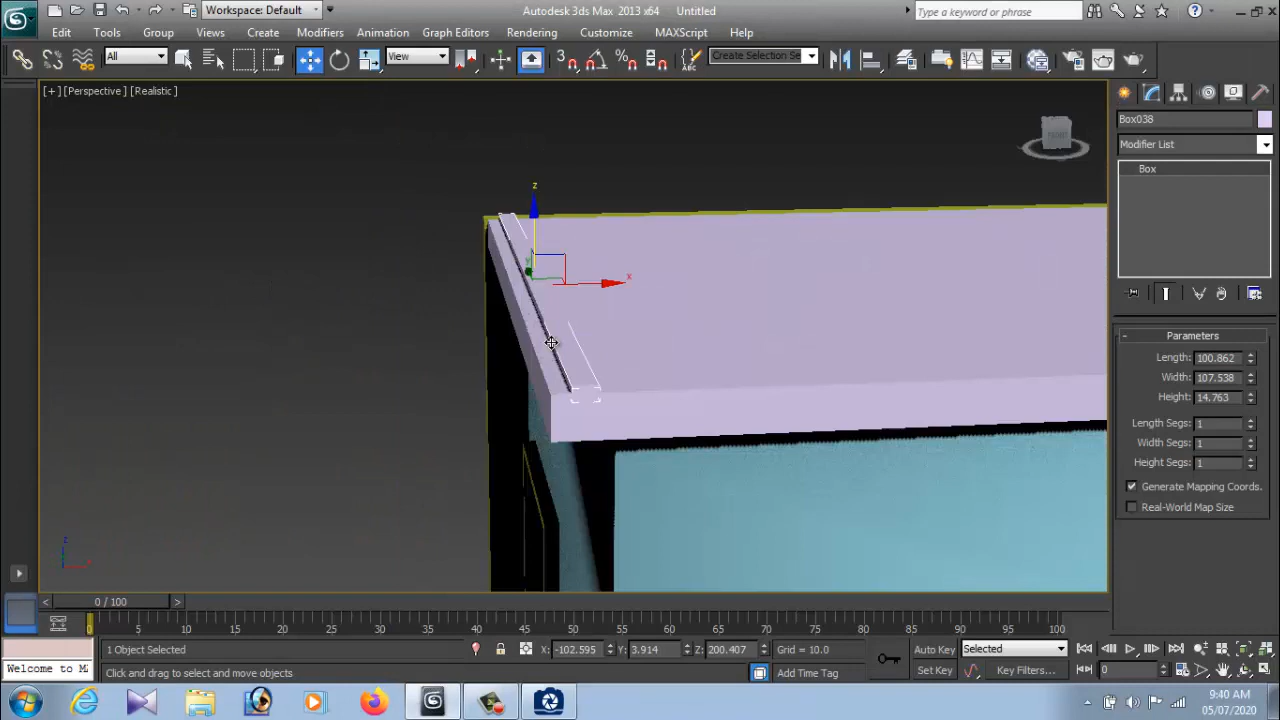 Workspace: Default
Autodesk 3ds Max 2013 x64 Untitled
Type a keyword or phrase
Edit Tools Group Views Create Modifiers Animation Graph Editors Rendering Customize MAXScript Help
All
View
3
%
ABC
Create Selection Se
[+] [Perspective] [Realistic]
Box038
Modifier List
Box
z
x
Parameters
Length: 100.862
Width: 107.538
Height: 14.763
Length Segs: 1
Width Segs: 1
Height Segs: 1
Generate Mapping Coords.
Real-World Map Size
z
x
< 0 / 100 >
0 5 10 15 20 25 30 35 40 45 50 55 60 65 70 75 80 85 90 95 100
1 Object Selected
X: -102.595 Y: 3.914 Z: 200.407 Grid = 10.0
Auto Key Selected
Welcome to M
Click and drag to select and move objects
Add Time Tag
Set Key Key Filters...
0
9:40 AM
05/07/2020